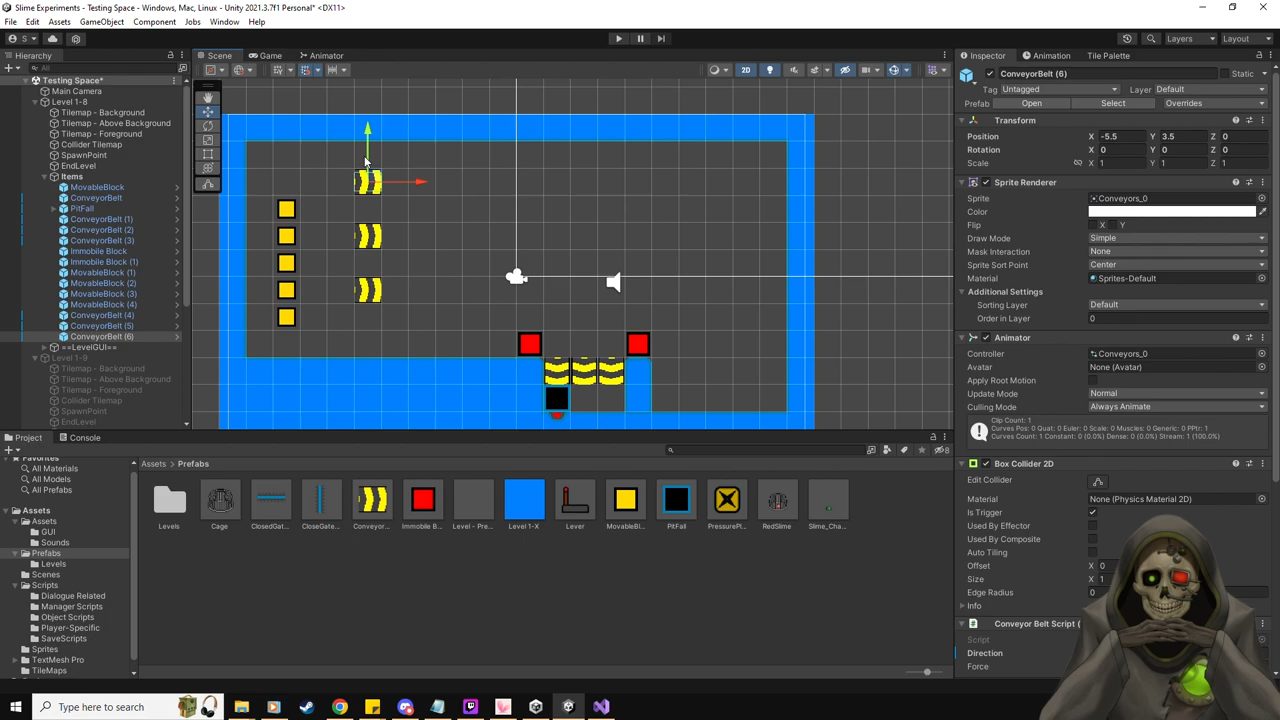 Slime Experiments - Testing Space - Windows, Mac, Linux - Unity 2021.3.7f1 Personal* <DX11>
File Edit Assets GameObject Component Jobs Window Help
S Layers Layout
Hierarchy Scene Game Animator Inspector Animation Tile Palette
All
Testing Space*
Main Camera
Level 1-8
Tilemap - Background
Tilemap - Above Background
Tilemap - Foreground
Collider Tilemap
SpawnPoint
EndLevel
Items
MovableBlock
ConveyorBelt
PitFall
ConveyorBelt (1)
ConveyorBelt (2)
ConveyorBelt (3)
Immobile Block
Immobile Block (1)
MovableBlock (1)
MovableBlock (2)
MovableBlock (3)
MovableBlock (4)
ConveyorBelt (4)
ConveyorBelt (5)
ConveyorBelt (6)
==LevelGUI==
Level 1-9
Tilemap - Background
Tilemap - Above Background
Tilemap - Foreground
Collider Tilemap
SpawnPoint
EndLevel
2D
ConveyorBelt (6) Static
Tag Untagged Layer Default
Prefab Open Select Overrides
Transform
Position X -5.5 Y 3.5 Z 0
Rotation X 0 Y 0 Z 0
Scale X 1 Y 1 Z 1
Sprite Renderer
Sprite Conveyors_0
Color
Flip X Y
Draw Mode Simple
Mask Interaction None
Sprite Sort Point Center
Material Sprites-Default
Additional Settings
Sorting Layer Default
Order in Layer 0
Animator
Controller Conveyors_0
Avatar None (Avatar)
Apply Root Motion
Update Mode Normal
Culling Mode Always Animate
Clip Count: 1
Curves Pos: 0 Quat: 0 Euler: 0 Scale: 0 Muscles: 0 Generic: 0 PPtr: 1
Curves Count: 1 Constant: 0 (0.0%) Dense: 0 (0.0%) Stream: 1 (100.0%)
Box Collider 2D
Edit Collider
Material None (Physics Material 2D)
Is Trigger
Used By Effector
Used By Composite
Auto Tiling
Offset X 0
Size X 1
Edge Radius 0
Info
Conveyor Belt Script (
Script
Direction
Force
Project Console
8
Favorites
All Materials
All Models
All Prefabs
Assets
Assets
GUI
Sounds
Prefabs
Levels
Scenes
Scripts
Dialogue Related
Manager Scripts
Object Scripts
Player-Specific
SaveScripts
Sprites
TextMesh Pro
TileMaps
Assets > Prefabs
Levels Cage ClosedGat... CloseGate... Conveyor... Immobile B... Level - Pre... Level 1-X Lever MovableBl... PitFall PressurePl... RedSlime Slime_Cha...
Type here to search